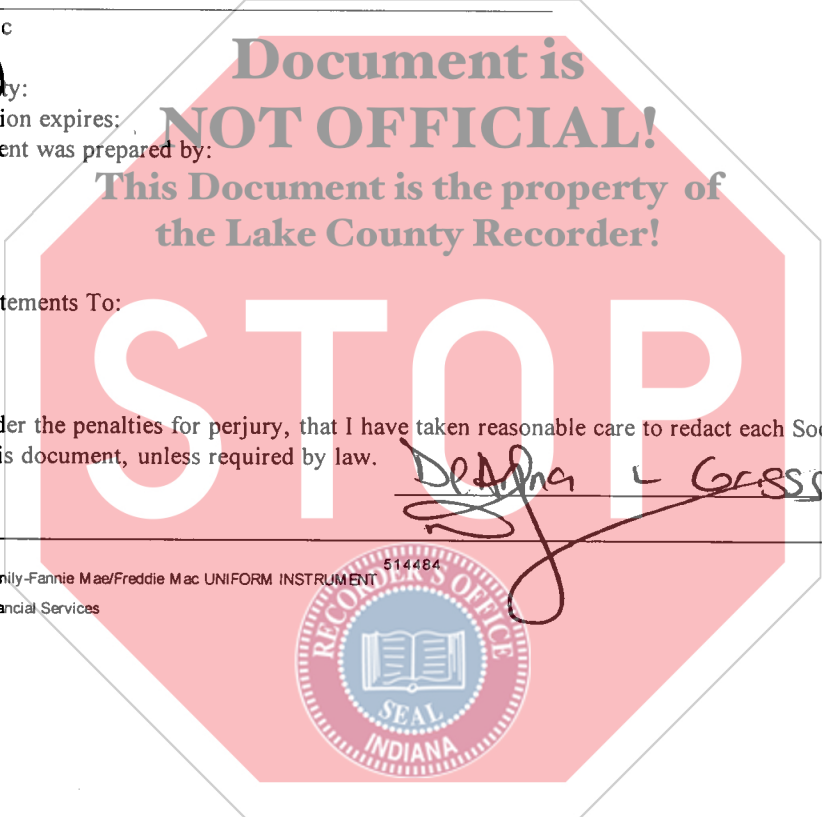 c
Document is
ty:
ion expires:
NOT OFFICIAL!
ent was prepared by:
This Document is the property of
the Lake County Recorder!
tements To:
STOP
der the penalties for perjury, that I have taken reasonable care to redact each Soc
is document, unless required by law.
L
514484
nily-Fannie Mae/Freddie Mac UNIFORM INSTRUMENT
ancial Services
RECORDER'S OFFICE
SEAL
INDIANA